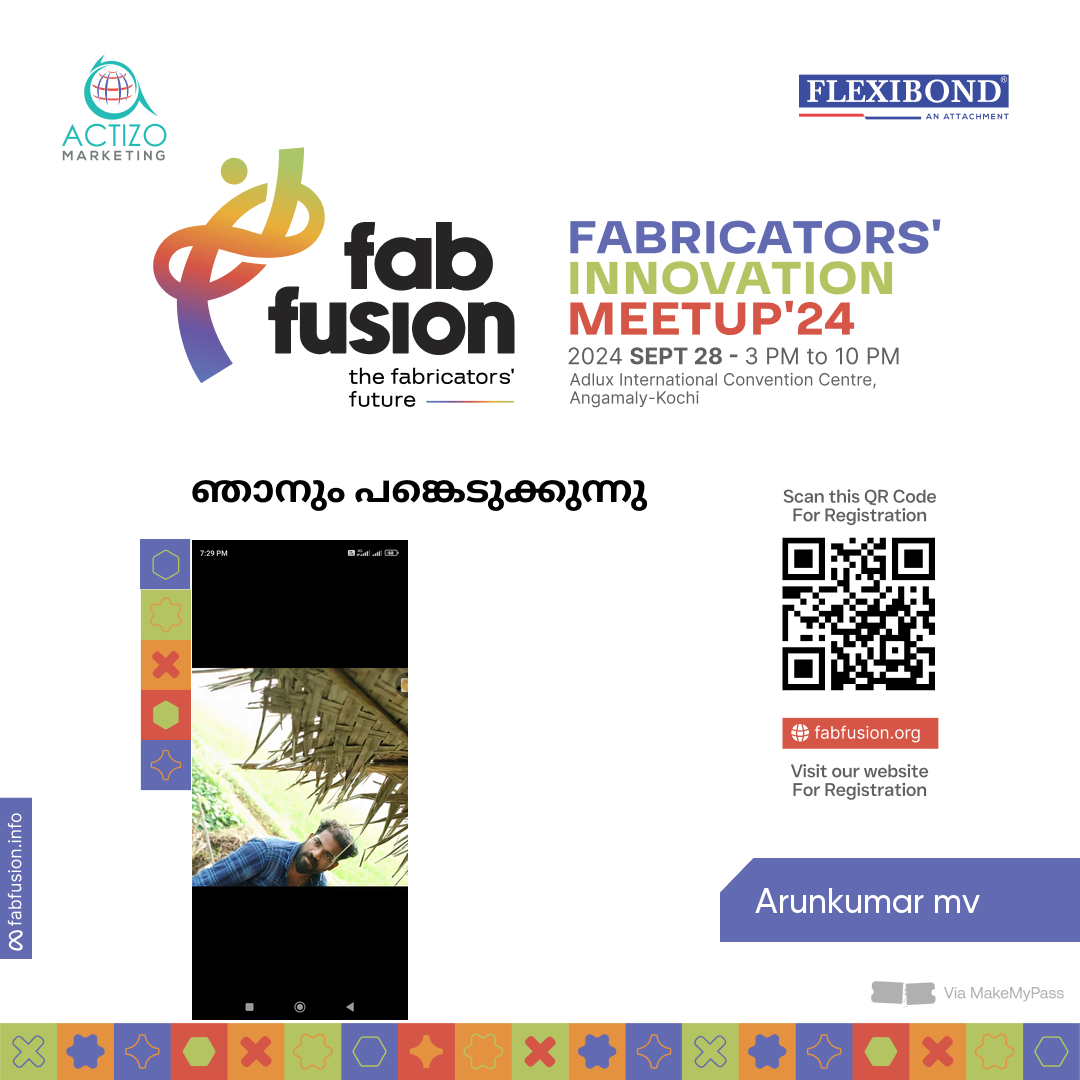 ACTIZO
MARKETING
FLEXIBOND®
AN ATTACHMENT
fab
fusion
the fabricators'
future
FABRICATORS'
INNOVATION
MEETUP'24
2024 SEPT 28 - 3 PM to 10 PM
Adlux International Convention Centre,
Angamaly-Kochi
ഞാനും പങ്കെടുക്കുന്നു
Scan this QR Code
For Registration
7:29 PM
fabfusion.org
Visit our website
For Registration
fabfusion.info
Arunkumar mv
Via MakeMyPass